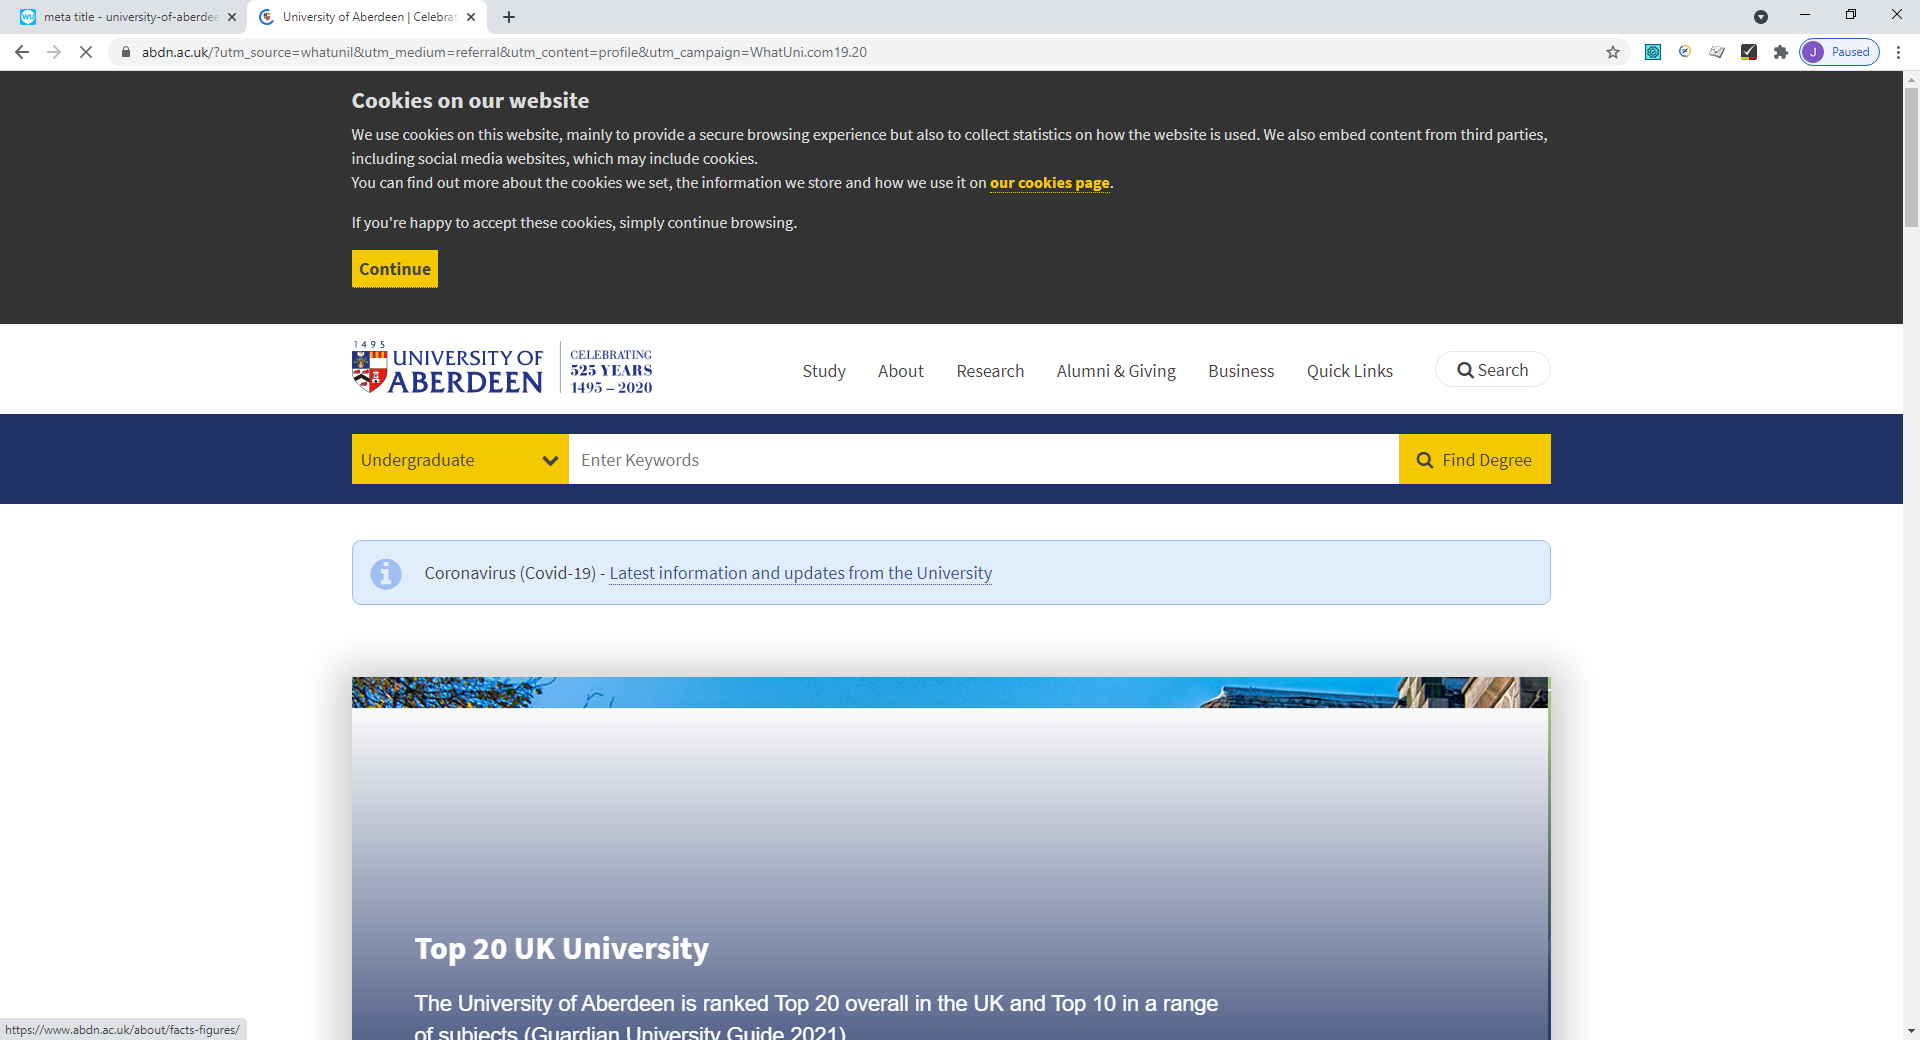 meta title - university-of-aberdee
University of Aberdeen | Celebrat
abdn.ac.uk/?utm_source=whatunil&utm_medium=referral&utm_content=profile&utm_campaign=WhatUni.com19.20
J Paused
Cookies on our website
We use cookies on this website, mainly to provide a secure browsing experience but also to collect statistics on how the website is used. We also embed content from third parties,
including social media websites, which may include cookies.
You can find out more about the cookies we set, the information we store and how we use it on our cookies page.
If you're happy to accept these cookies, simply continue browsing.
Continue
1495
UNIVERSITY OF
ABERDEEN
CELEBRATING
525 YEARS
1495 – 2020
Study About Research Alumni & Giving Business Quick Links Search
Undergraduate Enter Keywords Find Degree
Coronavirus (Covid-19) - Latest information and updates from the University
Top 20 UK University
The University of Aberdeen is ranked Top 20 overall in the UK and Top 10 in a range
of subjects (Guardian University Guide 2021)
https://www.abdn.ac.uk/about/facts-figures/